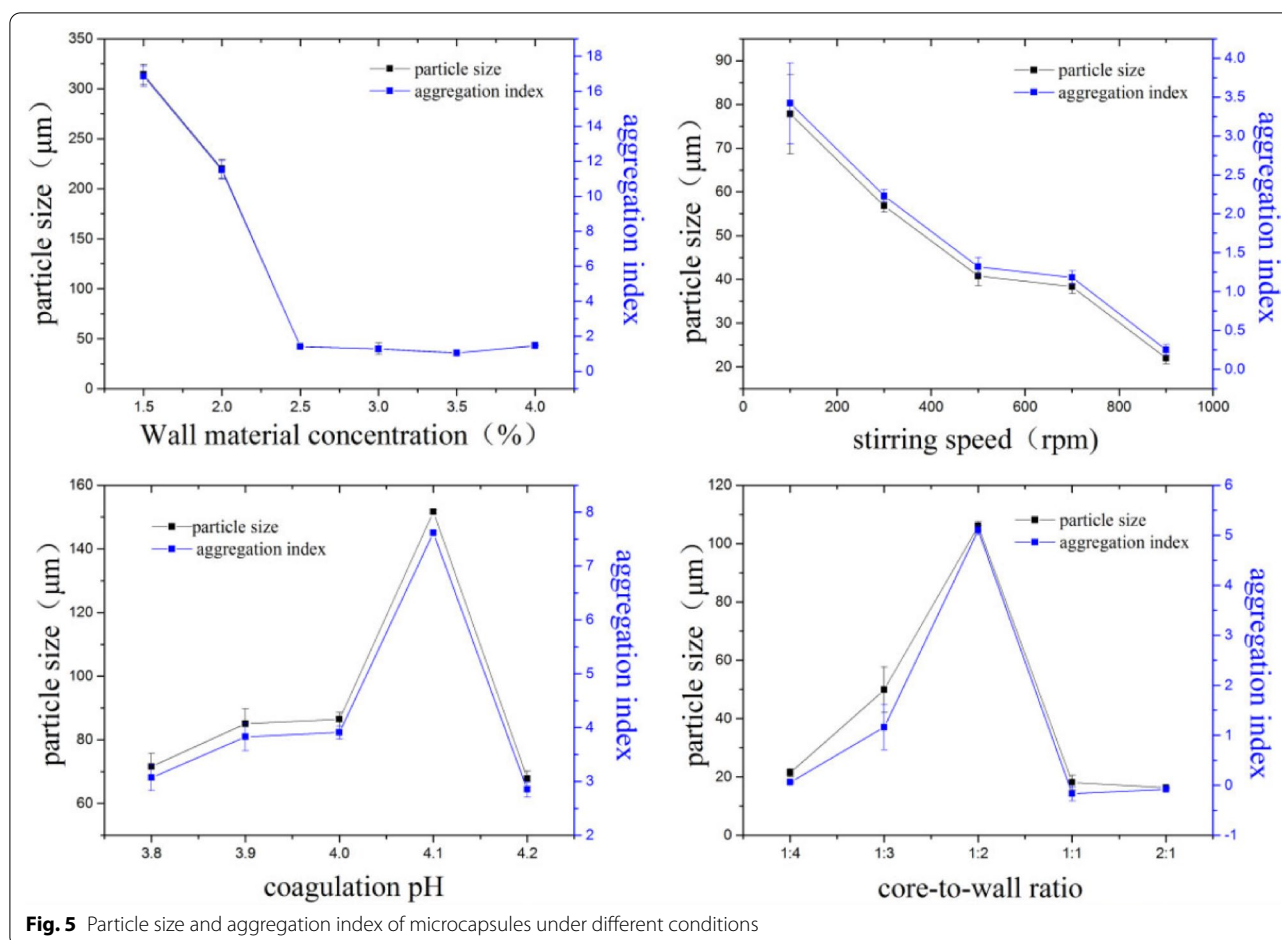 350
300
250
200
150
100
50
0
particle size（μm）
18
16
14
12
10
8
6
4
2
0
aggregation index
particle size
aggregation index
1.5 2.0 2.5 3.0 3.5 4.0
Wall material concentration（%）
90
80
70
60
50
40
30
20
particle size（μm）
4.0
3.5
3.0
2.5
2.0
1.5
1.0
0.5
0.0
aggregation index
particle size
aggregation index
0 200 400 600 800 1000
stirring speed（rpm）
160
140
120
100
80
60
particle size（μm）
8
7
6
5
4
3
2
aggregation index
particle size
aggregation index
3.8 3.9 4.0 4.1 4.2
coagulation pH
120
100
80
60
40
20
0
particle size（μm）
6
5
4
3
2
1
0
-1
aggregation index
particle size
aggregation index
1:4 1:3 1:2 1:1 2:1
core-to-wall ratio
Fig. 5 Particle size and aggregation index of microcapsules under different conditions